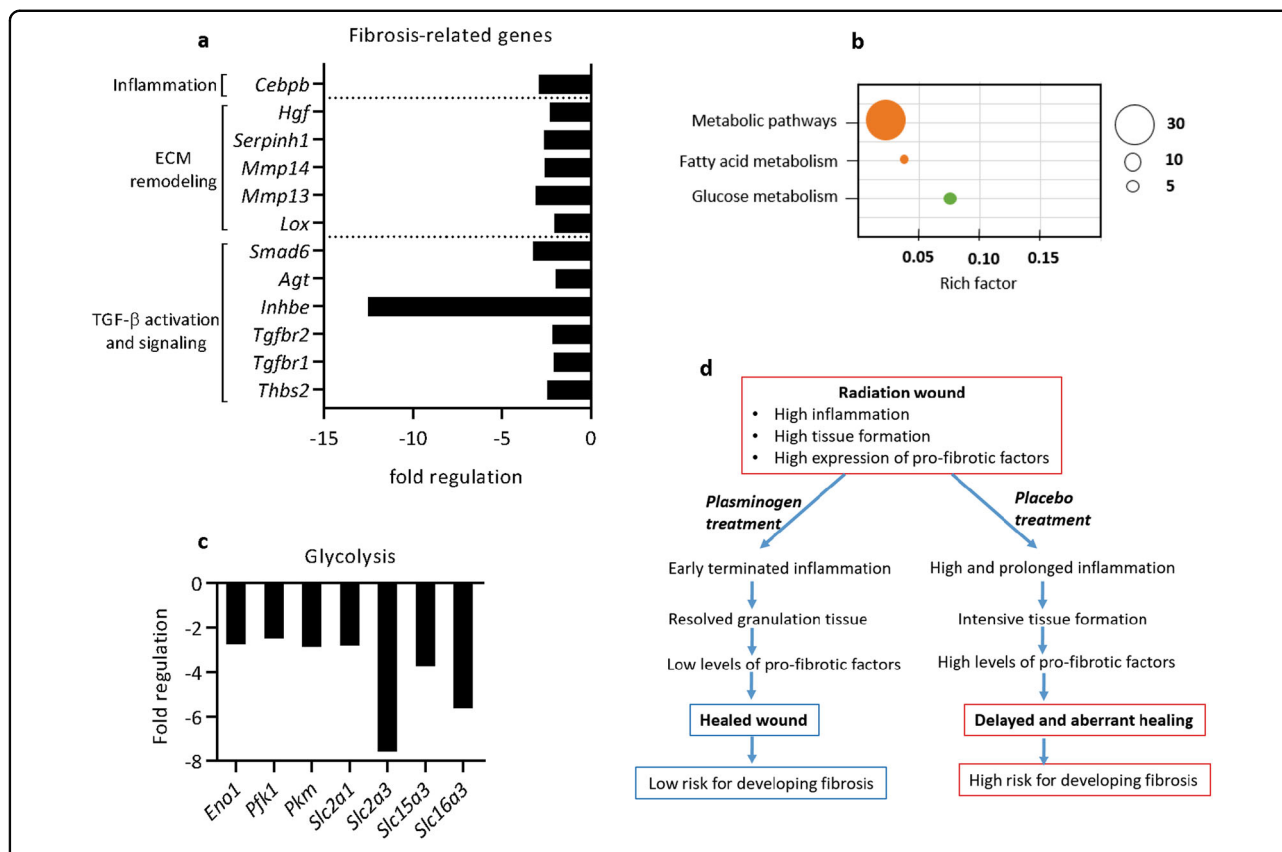 a
Fibrosis-related genes
Inflammation
ECM
remodeling
TGF-β activation
and signaling
Cebpb
Hgf
Serpinh1
Mmp14
Mmp13
Lox
Smad6
Agt
Inhbe
Tgfbr2
Tgfbr1
Thbs2
-15
-10
-5
0
fold regulation
b
Metabolic pathways
Fatty acid metabolism
Glucose metabolism
0.05
0.10
0.15
Rich factor
30
10
5
c
Glycolysis
Fold regulation
0
-2
-4
-6
-8
Eno1
Pfk1
Pkm
Slc2a1
Slc2a3
Slc15a3
Slc16a3
d
Radiation wound
• High inflammation
• High tissue formation
• High expression of pro-fibrotic factors
Plasminogen
treatment
Early terminated inflammation
Resolved granulation tissue
Low levels of pro-fibrotic factors
Healed wound
Low risk for developing fibrosis
Placebo
treatment
High and prolonged inflammation
Intensive tissue formation
High levels of pro-fibrotic factors
Delayed and aberrant healing
High risk for developing fibrosis